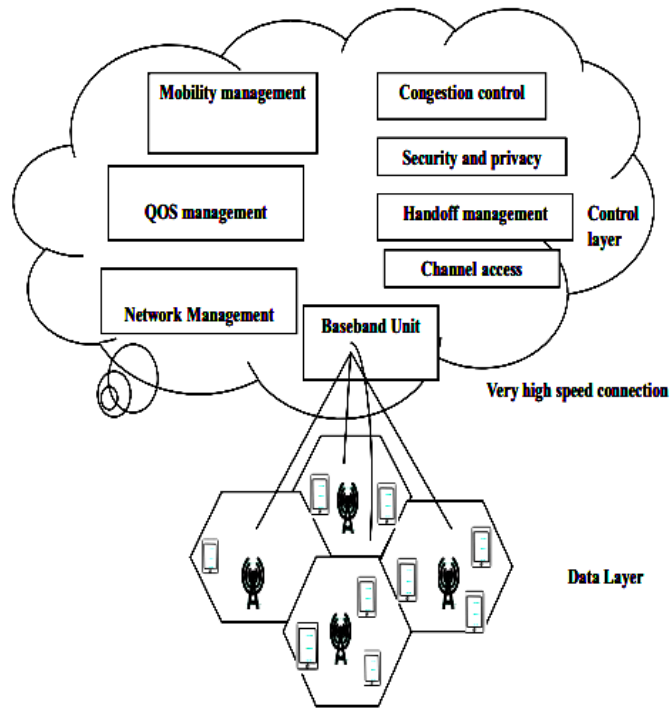 Mobility management
Congestion control
Security and privacy
QOS management
Handoff management
Control
layer
Channel access
Network Management
Baseband Unit
Very high speed connection
Data Layer